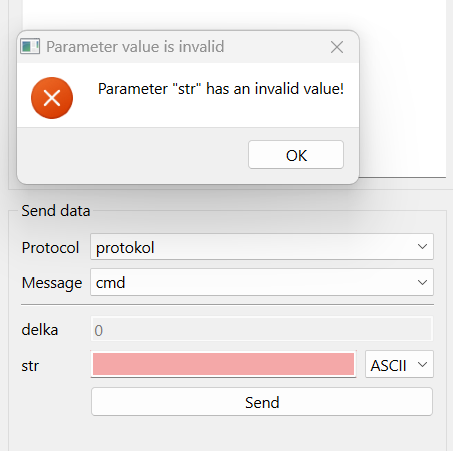 Parameter value is invalid
Parameter "str" has an invalid value!
OK
Send data
Protocol protokol
Message cmd
delka 0
str ASCII
Send